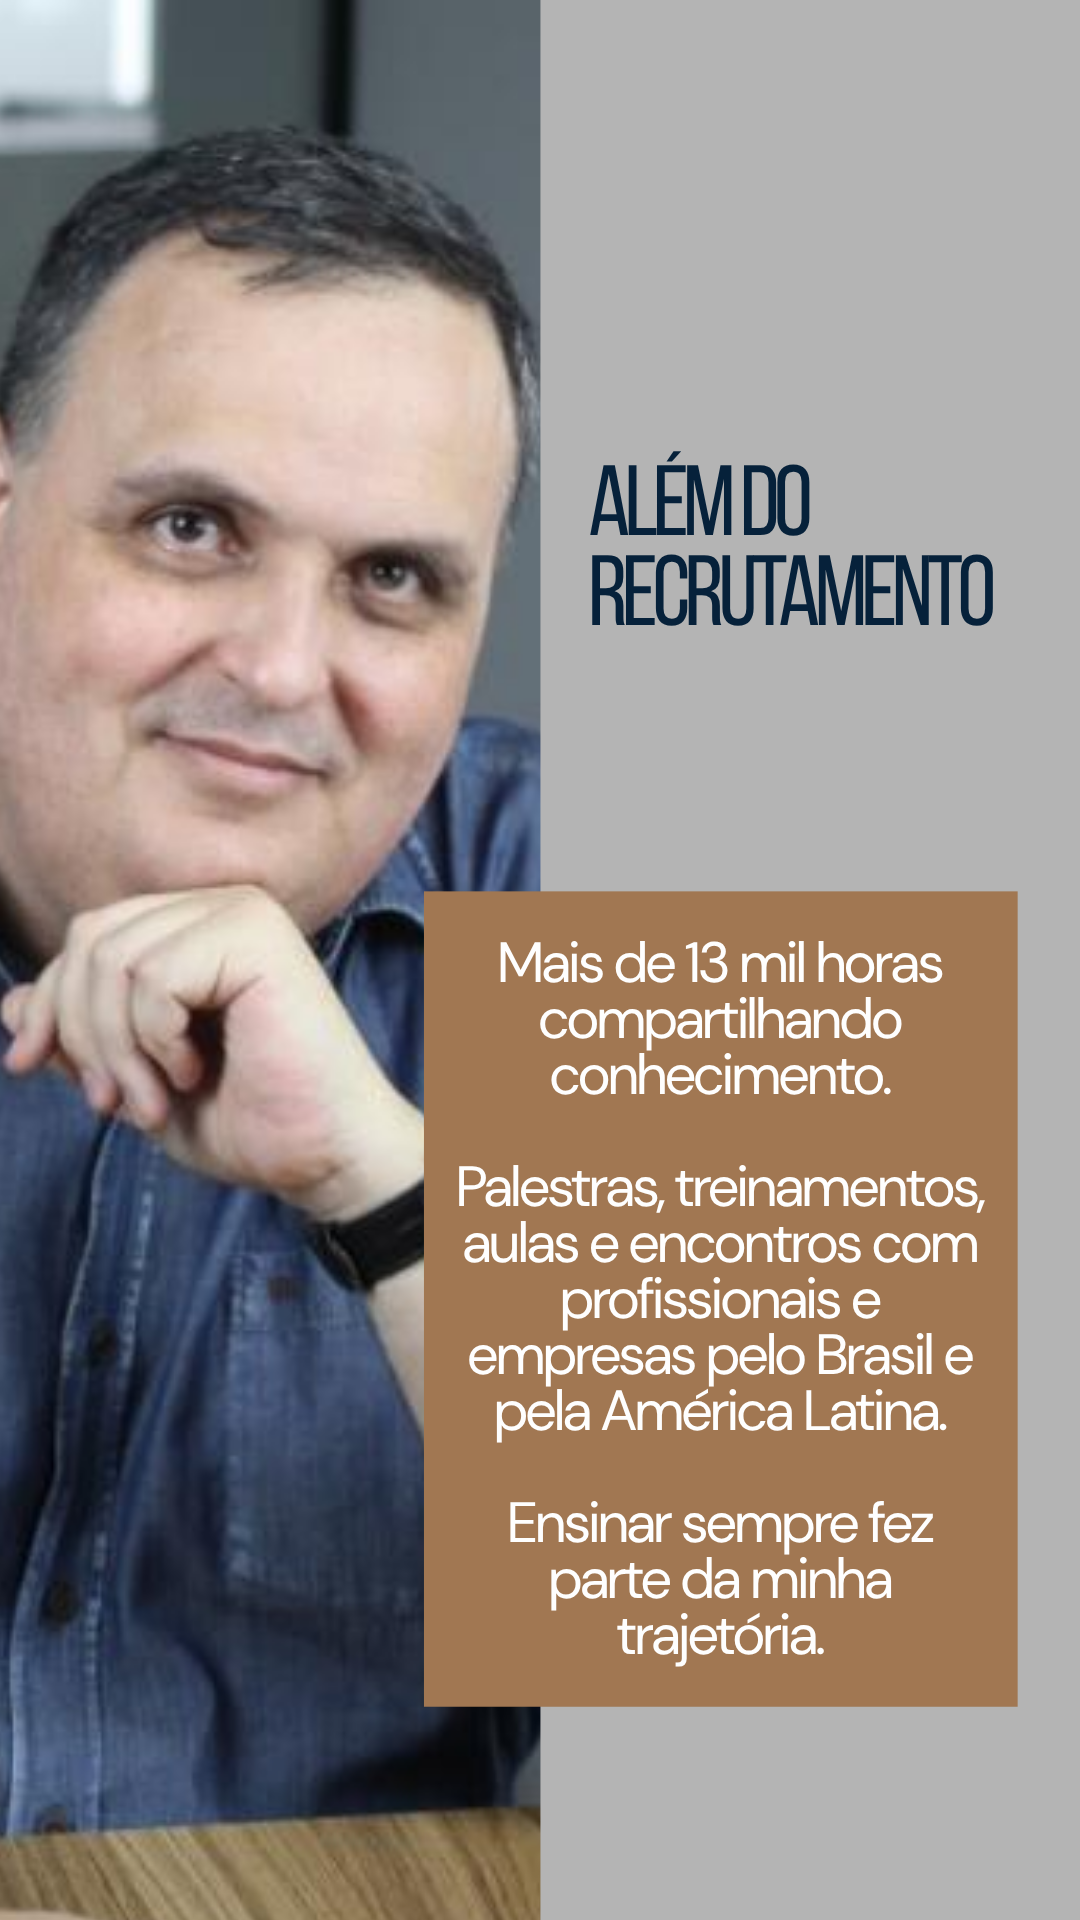 ALÉM DO
RECRUTAMENTO
Mais de 13 mil horas
compartilhando
conhecimento.
Palestras, treinamentos,
aulas e encontros com
profissionais e
empresas pelo Brasil e
pela América Latina.
Ensinar sempre fez
parte da minha
trajetória.